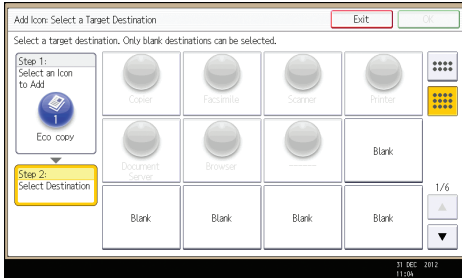 Add Icon: Select a Target Destination
Exit
OK
Select a target destination. Only blank destinations can be selected.
Step 1:
Select an Icon
to Add
1
Eco copy
Step 2:
Select Destination
Copier
Facsimile
Scanner
Printer
Document
Server
Browser
Blank
Blank
Blank
Blank
Blank
1/6
31 DEC 2012
11:04